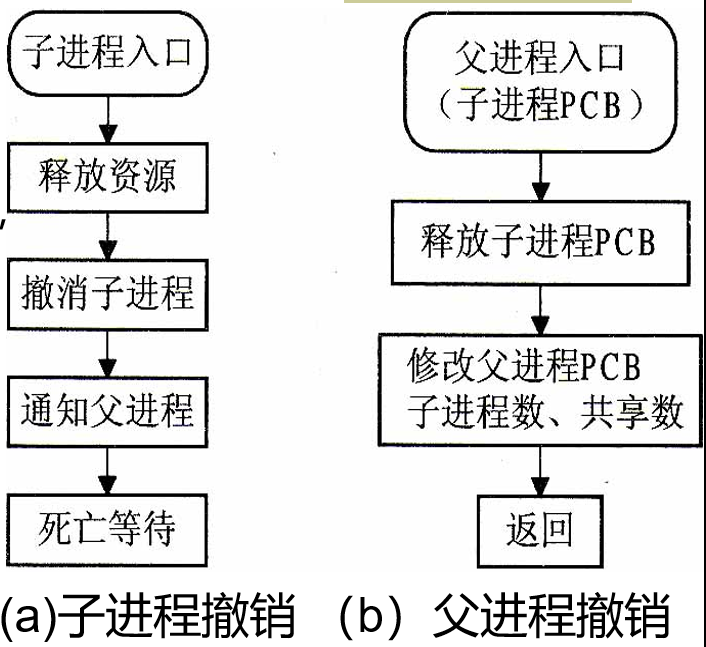 子进程入口
释放资源
撤消子进程
通知父进程
死亡等待
父进程入口
（子进程PCB）
释放子进程PCB
修改父进程PCB
子进程数、共享数
返回
(a)子进程撤销
（b）父进程撤销